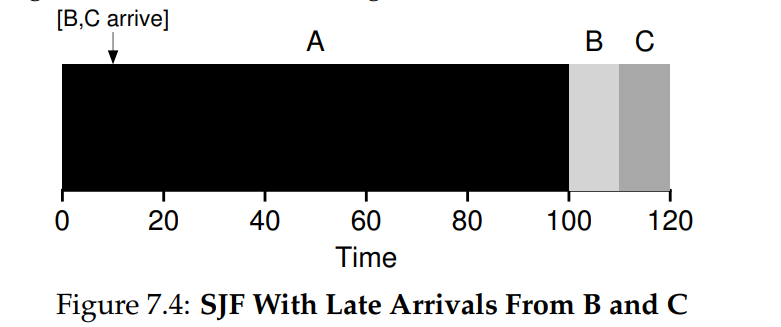 [B,C arrive]
A B C
0 20 40 60 80 100 120
Time
Figure 7.4: SJF With Late Arrivals From B and C